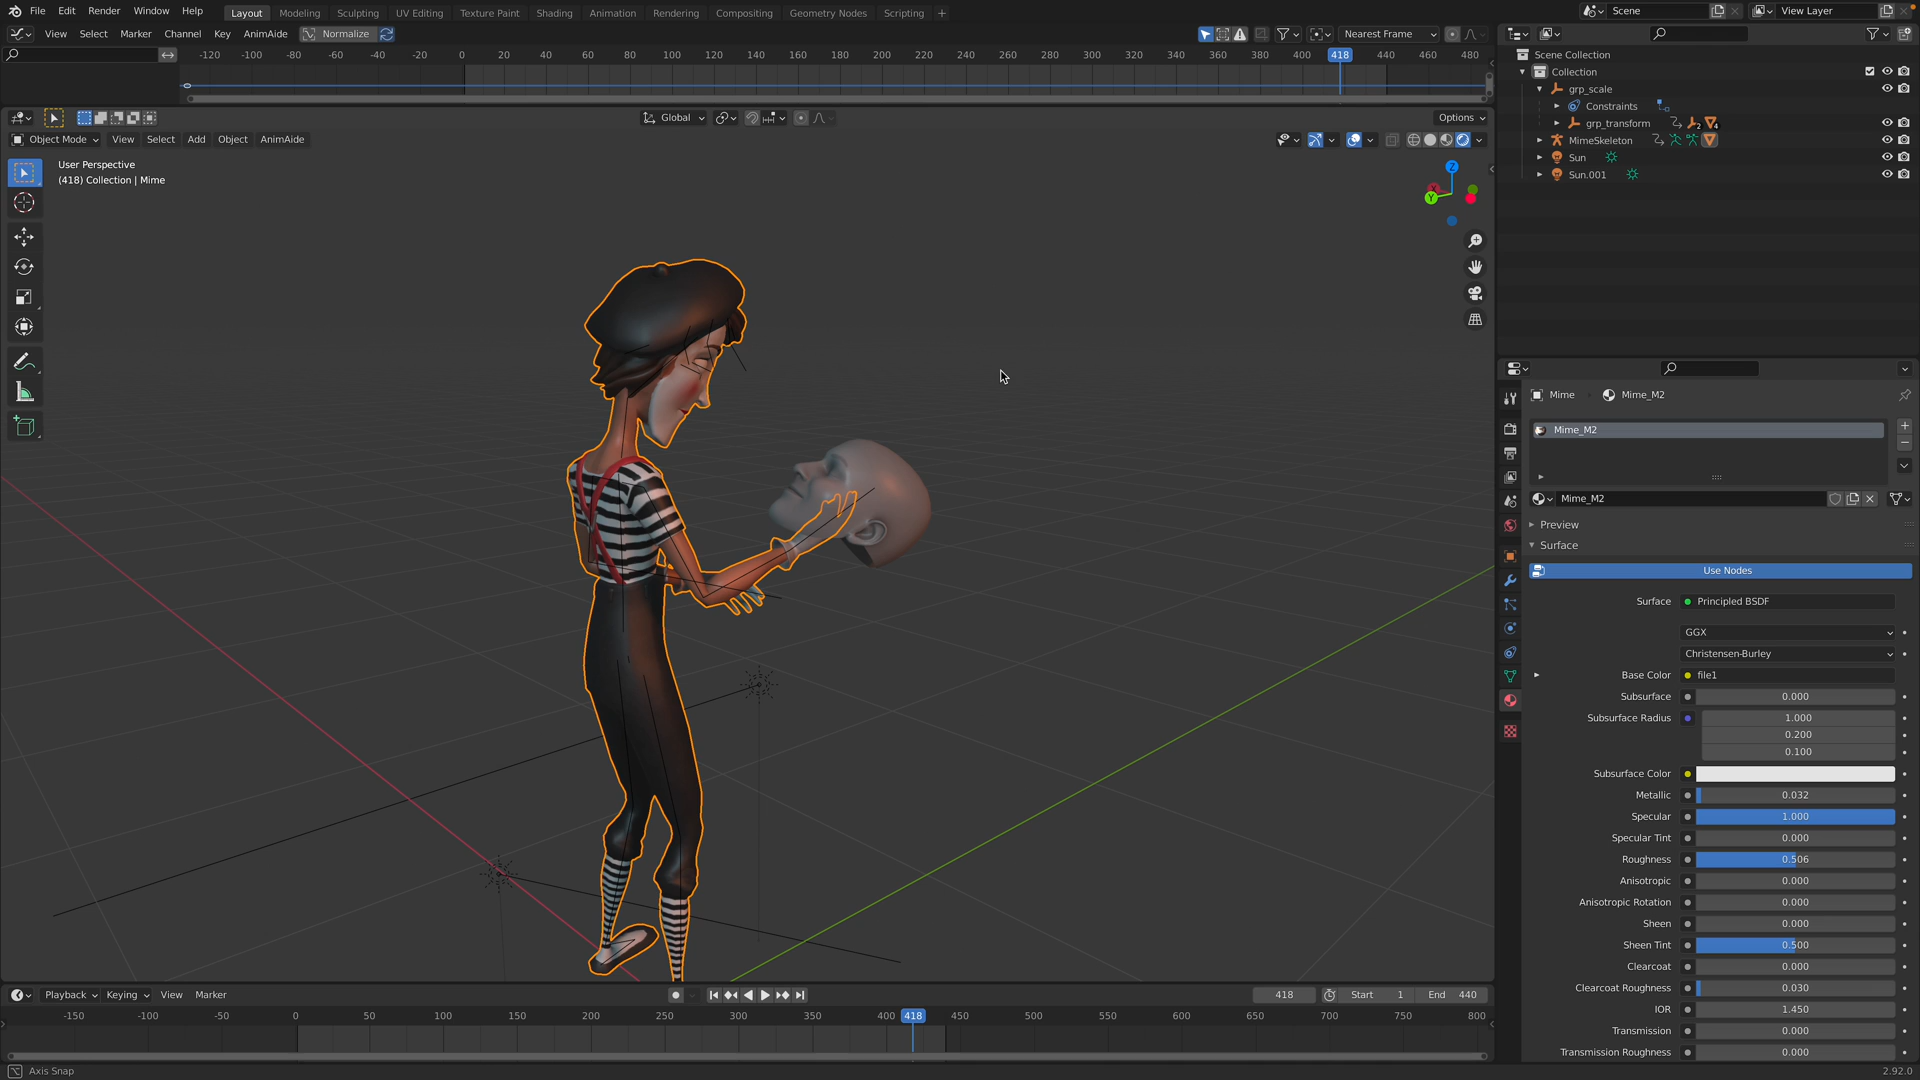 File Edit Render Window Help Layout Modeling Sculpting UV Editing Texture Paint Shading Animation Rendering Compositing Geometry Nodes Scripting + Scene View Layer
View Select Marker Channel Key AnimAide Normalize Nearest Frame
-120 -100 -80 -60 -40 -20 0 20 40 60 80 100 120 140 160 180 200 220 240 260 280 300 320 340 360 380 400 418 440 460 480
Scene Collection
Collection
grp_scale
Constraints
grp_transform 2 4
MimeSkeleton
Sun
Sun.001
Global Options
Object Mode View Select Add Object AnimAide
User Perspective
(418) Collection | Mime
Z
Y
Mime Mime_M2
Mime_M2
Mime_M2
Preview
Surface
Use Nodes
Surface Principled BSDF
GGX
Christensen-Burley
Base Color file1
Subsurface 0.000
Subsurface Radius 1.000
0.200
0.100
Subsurface Color
Metallic 0.032
Specular 1.000
Specular Tint 0.000
Roughness 0.506
Anisotropic 0.000
Anisotropic Rotation 0.000
Sheen 0.000
Sheen Tint 0.500
Clearcoat 0.000
Clearcoat Roughness 0.030
IOR 1.450
Transmission 0.000
Transmission Roughness 0.000
Playback Keying View Marker 418 Start 1 End 440
-150 -100 -50 0 50 100 150 200 250 300 350 400 418 450 500 550 600 650 700 750 800
Axis Snap 2.92.0